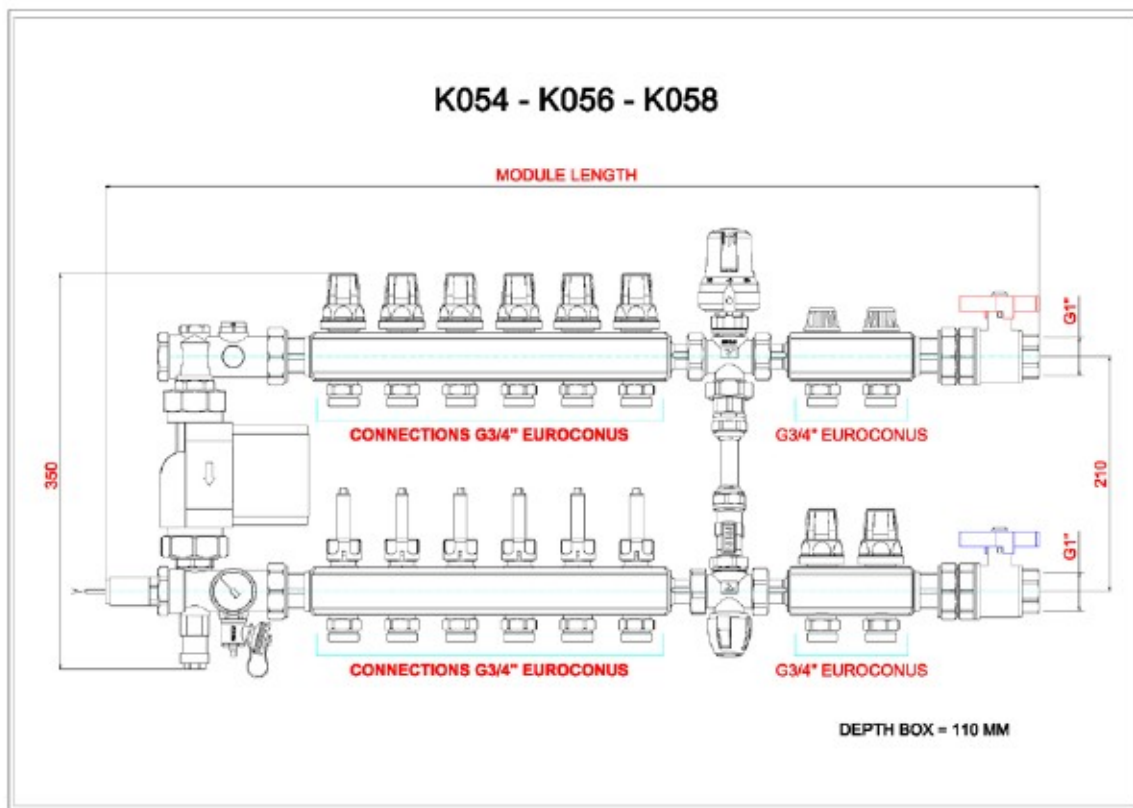 K054 - K056 - K058
MODULE LENGTH
G1"
CONNECTIONS G3/4" EUROCONUS
G3/4" EUROCONUS
350
210
G1"
CONNECTIONS G3/4" EUROCONUS
G3/4" EUROCONUS
DEPTH BOX = 110 MM